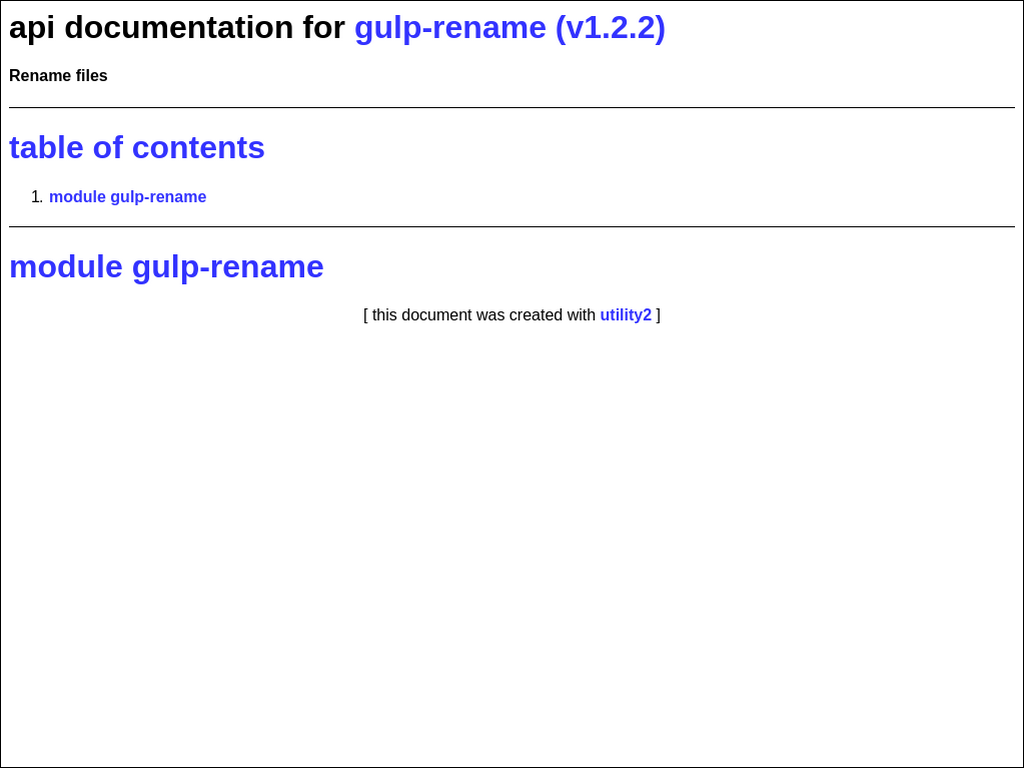 api documentation for gulp-rename (v1.2.2)
Rename files
table of contents
1. module gulp-rename
module gulp-rename
[ this document was created with utility2 ]